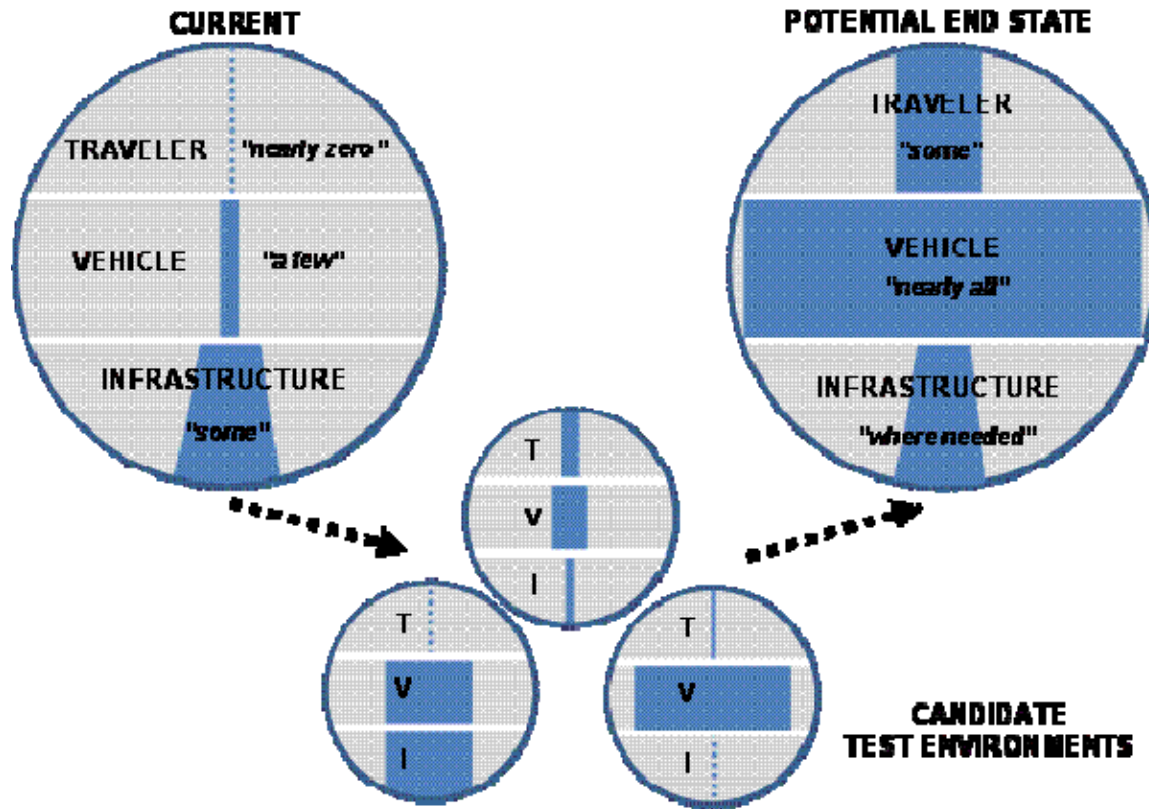 CURRENT
TRAVELER "nearly zero"
VEHICLE "a few"
INFRASTRUCTURE
"some"
POTENTIAL END STATE
TRAVELER
"some"
VEHICLE
"nearly all"
INFRASTRUCTURE
"where needed"
T
V
I
T
V
I
T
V
I
CANDIDATE
TEST ENVIRONMENTS